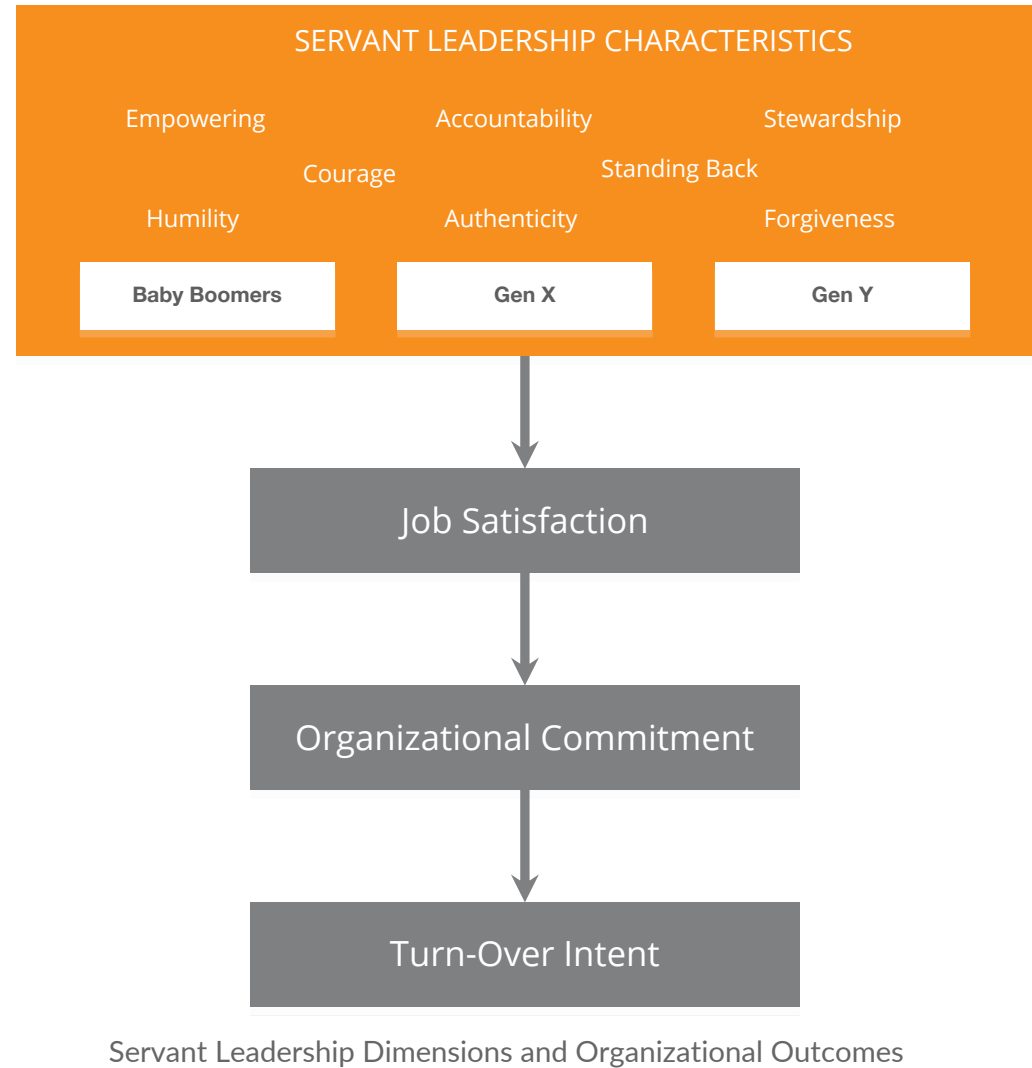 SERVANT LEADERSHIP CHARACTERISTICS
Empowering Accountability Stewardship
Courage Standing Back
Humility Authenticity Forgiveness
Baby Boomers Gen X Gen Y
Job Satisfaction
Organizational Commitment
Turn-Over Intent
Servant Leadership Dimensions and Organizational Outcomes